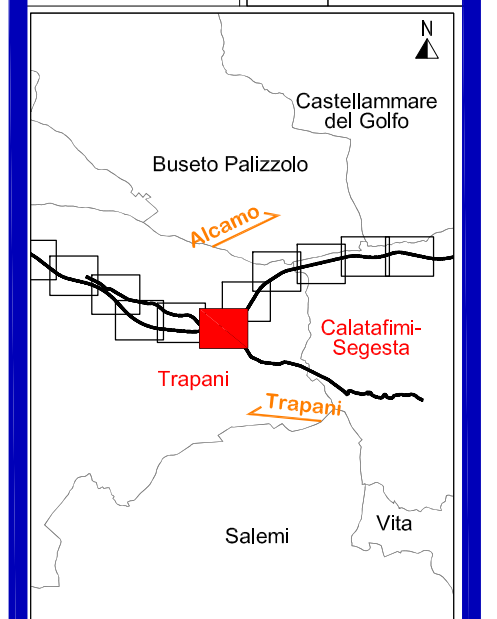 N
Castellammare
del Golfo
Buseto Palizzolo
Alcamo
Calatafimi-
Segesta
Trapani
Trapani
Vita
Salemi